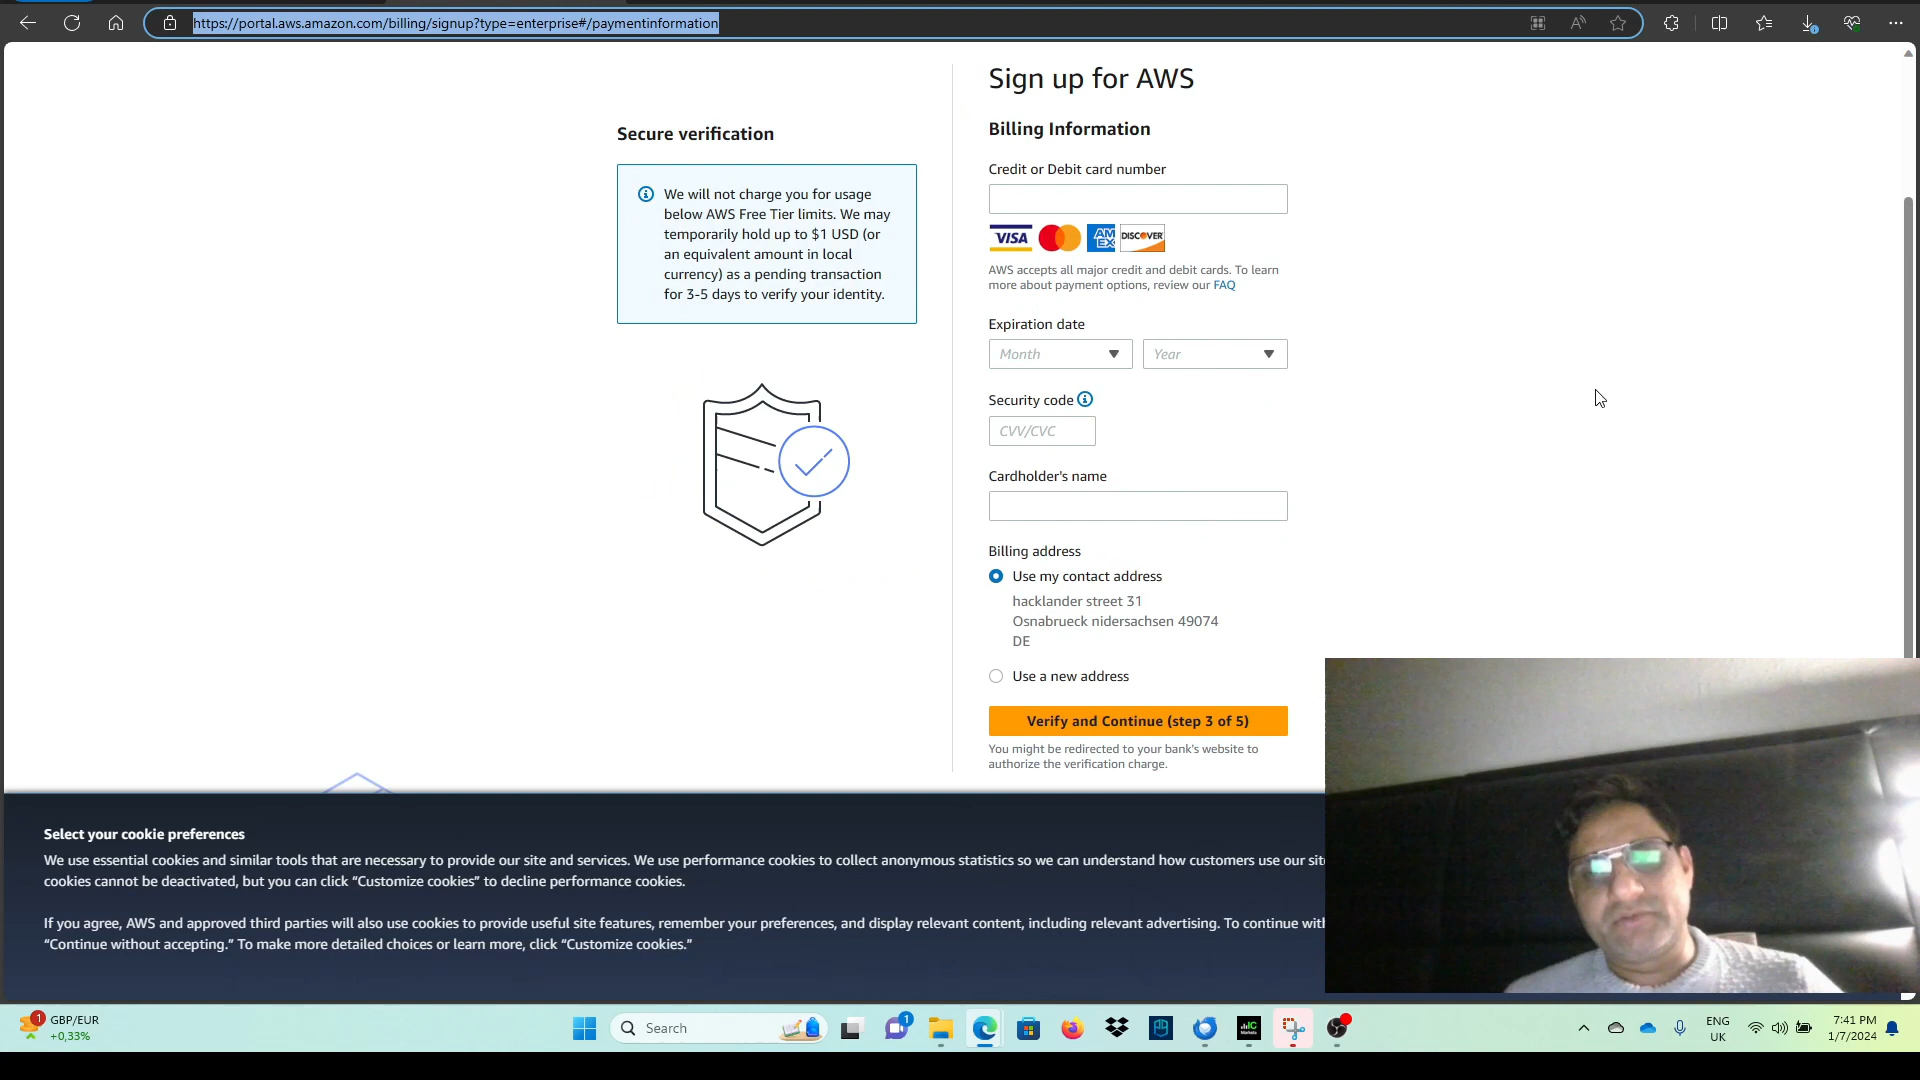 https://portal.aws.amazon.com/billing/signup?type=enterprise#/paymentinformation
Sign up for AWS
Secure verification
We will not charge you for usage
below AWS Free Tier limits. We may
temporarily hold up to $1 USD (or
an equivalent amount in local
currency) as a pending transaction
for 3-5 days to verify your identity.
Billing Information
Credit or Debit card number
VISA
AM
EX
DISCOVER
AWS accepts all major credit and debit cards. To learn
more about payment options, review our FAQ
Expiration date
Month
Year
Security code
CVV/CVC
Cardholder's name
Billing address
Use my contact address
hacklander street 31
Osnabrueck nidersachsen 49074
DE
Use a new address
Verify and Continue (step 3 of 5)
You might be redirected to your bank's website to
authorize the verification charge.
Select your cookie preferences
We use essential cookies and similar tools that are necessary to provide our site and services. We use performance cookies to collect anonymous statistics so we can understand how customers use our
cookies cannot be deactivated, but you can click “Customize cookies” to decline performance cookies.
If you agree, AWS and approved third parties will also use cookies to provide useful site features, remember your preferences, and display relevant content, including relevant advertising. To continue
“Continue without accepting.” To make more detailed choices or learn more, click “Customize cookies.”
1
GBP/EUR
+0,33%
Search
1
ENG
UK
7:41 PM
1/7/2024